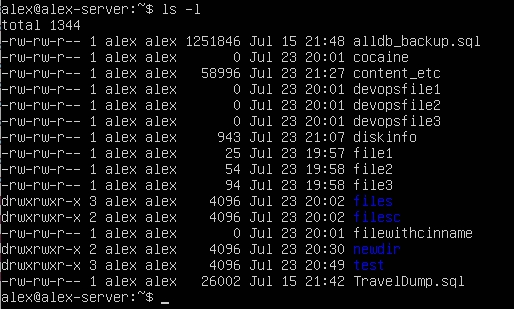 alex@alex-server:~$ ls -l
total 1344
-rw-rw-r-- 1 alex alex 1251846 Jul 15 21:48 alldb_backup.sql
-rw-rw-r-- 1 alex alex       0 Jul 23 20:01 cocaine
-rw-rw-r-- 1 alex alex   58996 Jul 23 21:27 content_etc
-rw-rw-r-- 1 alex alex       0 Jul 23 20:01 devopsfile1
-rw-rw-r-- 1 alex alex       0 Jul 23 20:01 devopsfile2
-rw-rw-r-- 1 alex alex       0 Jul 23 20:01 devopsfile3
-rw-rw-r-- 1 alex alex     943 Jul 23 21:07 diskinfo
-rw-rw-r-- 1 alex alex      25 Jul 23 19:57 file1
-rw-rw-r-- 1 alex alex      54 Jul 23 19:58 file2
-rw-rw-r-- 1 alex alex      94 Jul 23 19:58 file3
drwxrwxr-x 3 alex alex    4096 Jul 23 20:02 files
drwxrwxr-x 2 alex alex    4096 Jul 23 20:02 filesc
-rw-rw-r-- 1 alex alex       0 Jul 23 20:01 filewithcinname
drwxrwxr-x 2 alex alex    4096 Jul 23 20:30 newdir
drwxrwxr-x 3 alex alex    4096 Jul 23 20:49 test
-rw-rw-r-- 1 alex alex   26002 Jul 15 21:42 TravelDump.sql
alex@alex-server:~$ _